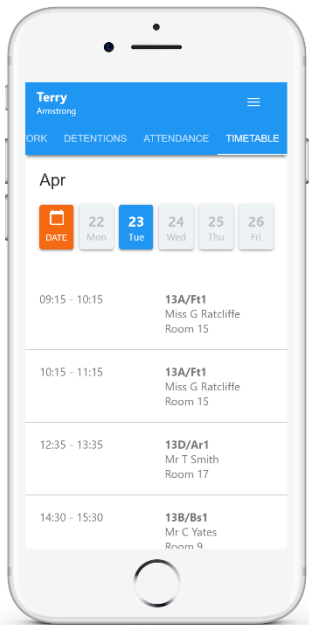 Terry
Armstrong
ORK DETENTIONS ATTENDANCE TIMETABLE
Apr
DATE 22 Mon 23 Tue 24 Wed 25 Thu 26 Fri
09:15 - 10:15 13A/Ft1
Miss G Ratcliffe
Room 15
10:15 - 11:15 13A/Ft1
Miss G Ratcliffe
Room 15
12:35 - 13:35 13D/Ar1
Mr T Smith
Room 17
14:30 - 15:30 13B/Bs1
Mr C Yates
Room 9